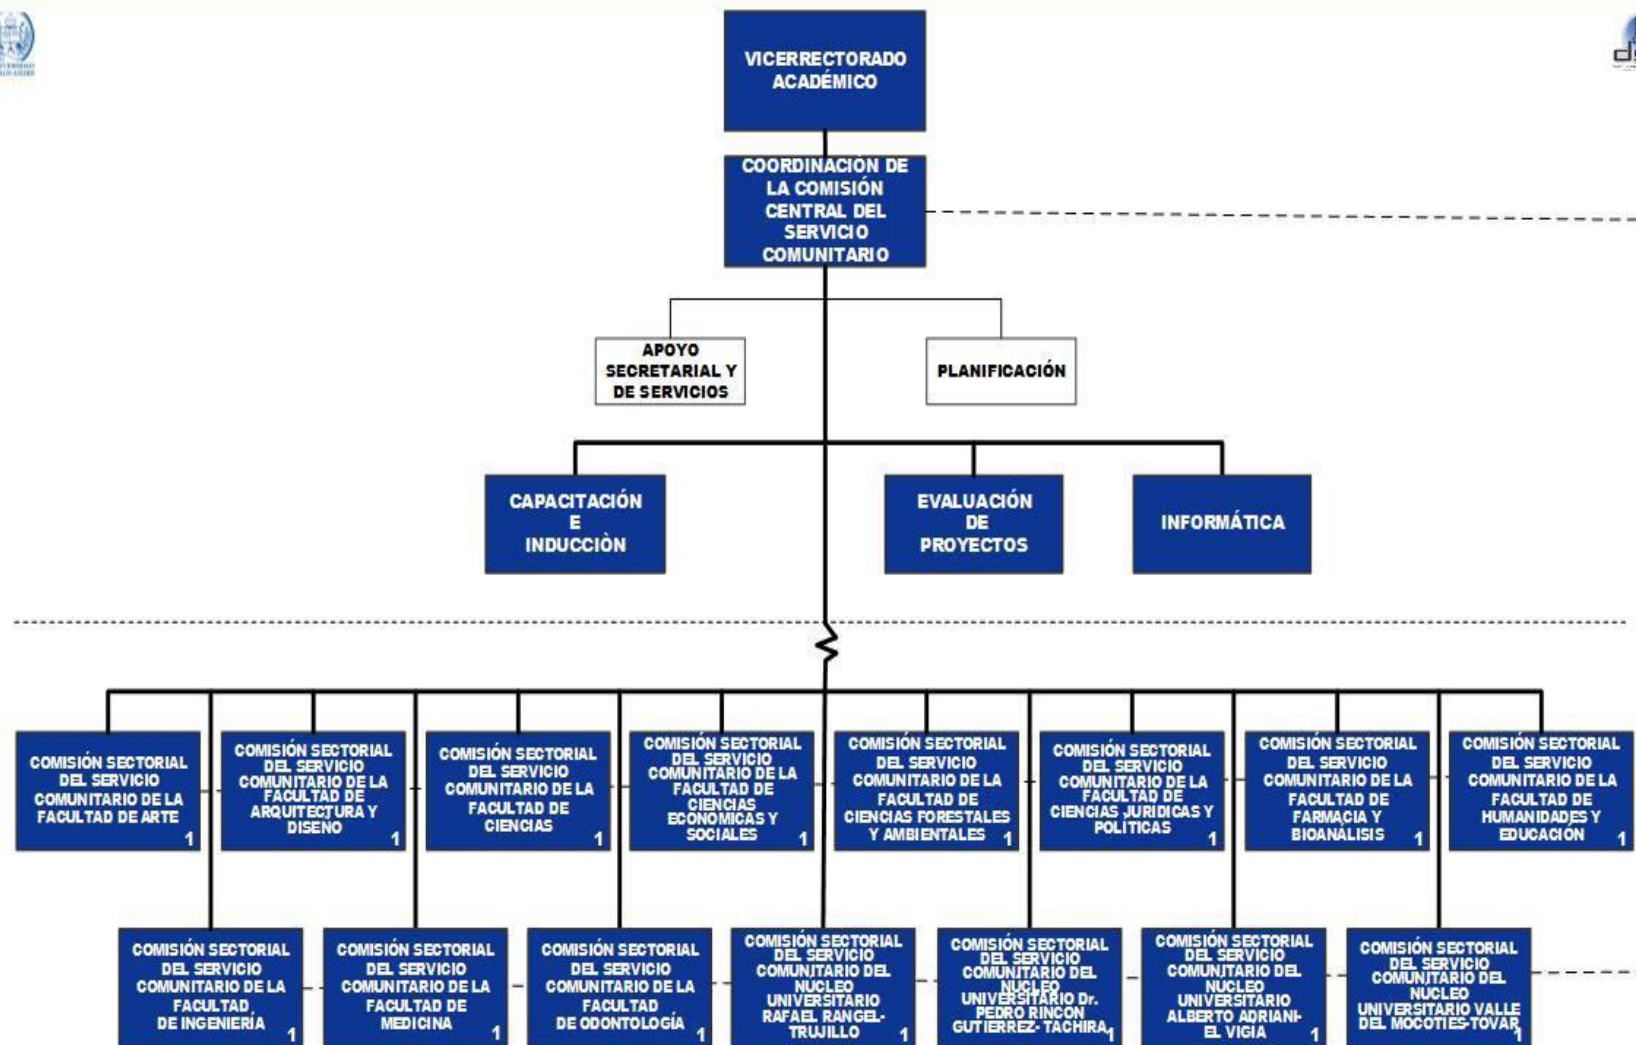 VICERRECTORADO
ACADÉMICO
COORDINACIÓN DE
LA COMISIÓN
CENTRAL DEL
SERVICIO
COMUNITARIO
APOYO
SECRETARIAL Y
DE SERVICIOS
PLANIFICACIÓN
CAPACITACIÓN
E
INDUCCIÒN
EVALUACIÓN
DE
PROYECTOS
INFORMÁTICA
COMISIÓN SECTORIAL
DEL SERVICIO
COMUNITARIO DE LA
FACULTAD DE ARTE
1
COMISIÓN SECTORIAL
DEL SERVICIO
COMUNITARIO DE LA
FACULTAD DE
ARQUITECTURA Y
DISEÑO
1
COMISIÓN SECTORIAL
DEL SERVICIO
COMUNITARIO DE LA
FACULTAD DE
CIENCIAS
1
COMISIÓN SECTORIAL
DEL SERVICIO
COMUNITARIO DE LA
FACULTAD DE
CIENCIAS
ECONÓMICAS Y
SOCIALES
1
COMISIÓN SECTORIAL
DEL SERVICIO
COMUNITARIO DE LA
FACULTAD DE
CIENCIAS FORESTALES
Y AMBIENTALES
1
COMISIÓN SECTORIAL
DEL SERVICIO
COMUNITARIO DE LA
FACULTAD DE
CIENCIAS JURÍDICAS Y
POLÍTICAS
1
COMISIÓN SECTORIAL
DEL SERVICIO
COMUNITARIO DE LA
FACULTAD DE
FARMACIA Y
BIOANÁLISIS
1
COMISIÓN SECTORIAL
DEL SERVICIO
COMUNITARIO DE LA
FACULTAD DE
HUMANIDADES Y
EDUCACIÓN
1
COMISIÓN SECTORIAL
DEL SERVICIO
COMUNITARIO DE LA
FACULTAD
DE INGENIERÍA
1
COMISIÓN SECTORIAL
DEL SERVICIO
COMUNITARIO DE LA
FACULTAD DE
MEDICINA
1
COMISIÓN SECTORIAL
DEL SERVICIO
COMUNITARIO DE LA
FACULTAD
DE ODONTOLOGÍA
1
COMISIÓN SECTORIAL
DEL SERVICIO
COMUNITARIO DEL
NÚCLEO
UNIVERSITARIO
RAFAEL RANGEL-
TRUJILLO
1
COMISIÓN SECTORIAL
DEL SERVICIO
COMUNITARIO DEL
NÚCLEO
UNIVERSITARIO Dr.
PEDRO RINCÓN
GUTIERREZ- TÁCHIRA
1
COMISIÓN SECTORIAL
DEL SERVICIO
COMUNITARIO DEL
NÚCLEO
UNIVERSITARIO
ALBERTO ADRIANI-
EL VIGÍA
1
COMISIÓN SECTORIAL
DEL SERVICIO
COMUNITARIO DEL
NÚCLEO
UNIVERSITARIO VALLE
DEL MOCOTÍES-TOVAR
1